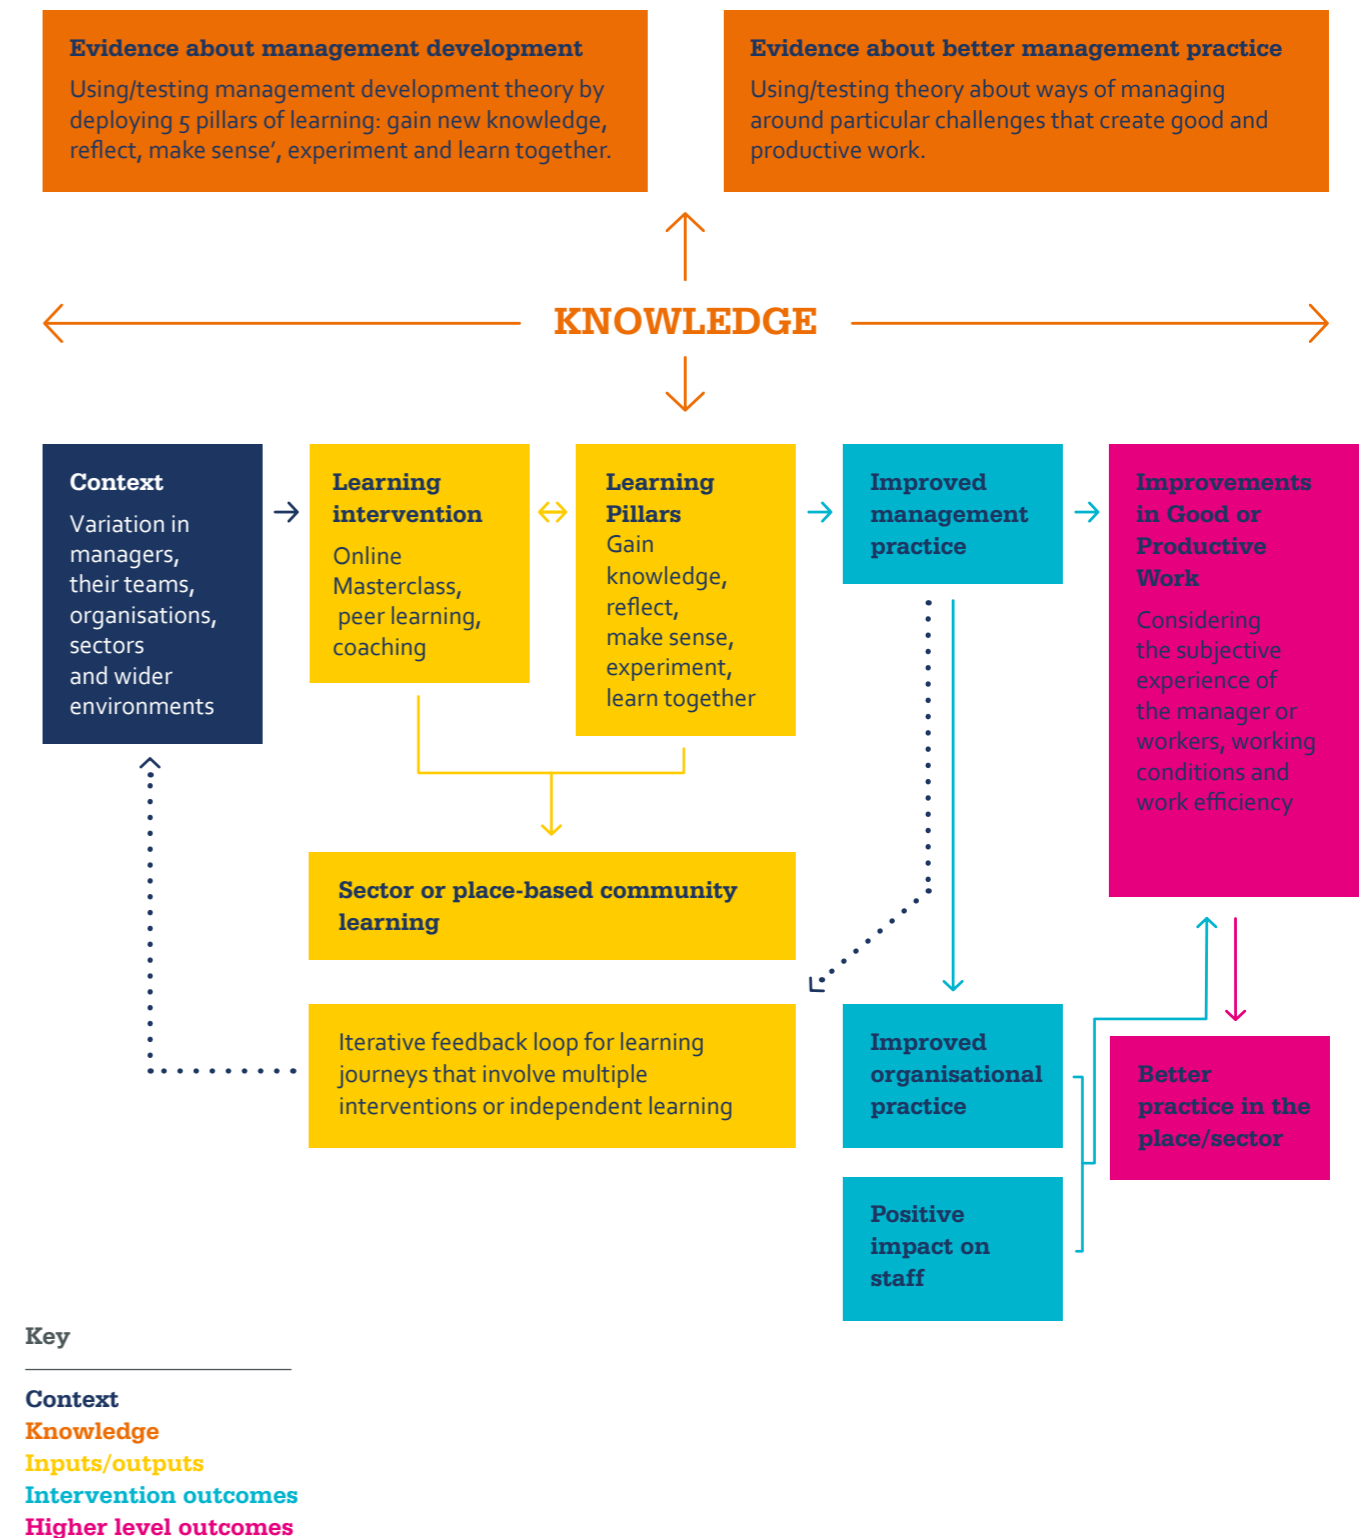 Evidence about management development
Using/testing management development theory by
deploying 5 pillars of learning: gain new knowledge,
reflect, make sense’, experiment and learn together.
Evidence about better management practice
Using/testing theory about ways of managing
around particular challenges that create good and
productive work.
KNOWLEDGE
Context
Variation in
managers,
their teams,
organisations,
sectors
and wider
environments
Learning
intervention
Online
Masterclass,
peer learning,
coaching
Learning
Pillars
Gain
knowledge,
reflect,
make sense,
experiment,
learn together
Improved
management
practice
Improvements
in Good or
Productive
Work
Considering
the subjective
experience of
the manager or
workers, working
conditions and
work efficiency
Sector or place-based community
learning
Iterative feedback loop for learning
journeys that involve multiple
interventions or independent learning
Improved
organisational
practice
Better
practice in the
place/sector
Positive
impact on
staff
Key
Context
Knowledge
Inputs/outputs
Intervention outcomes
Higher level outcomes